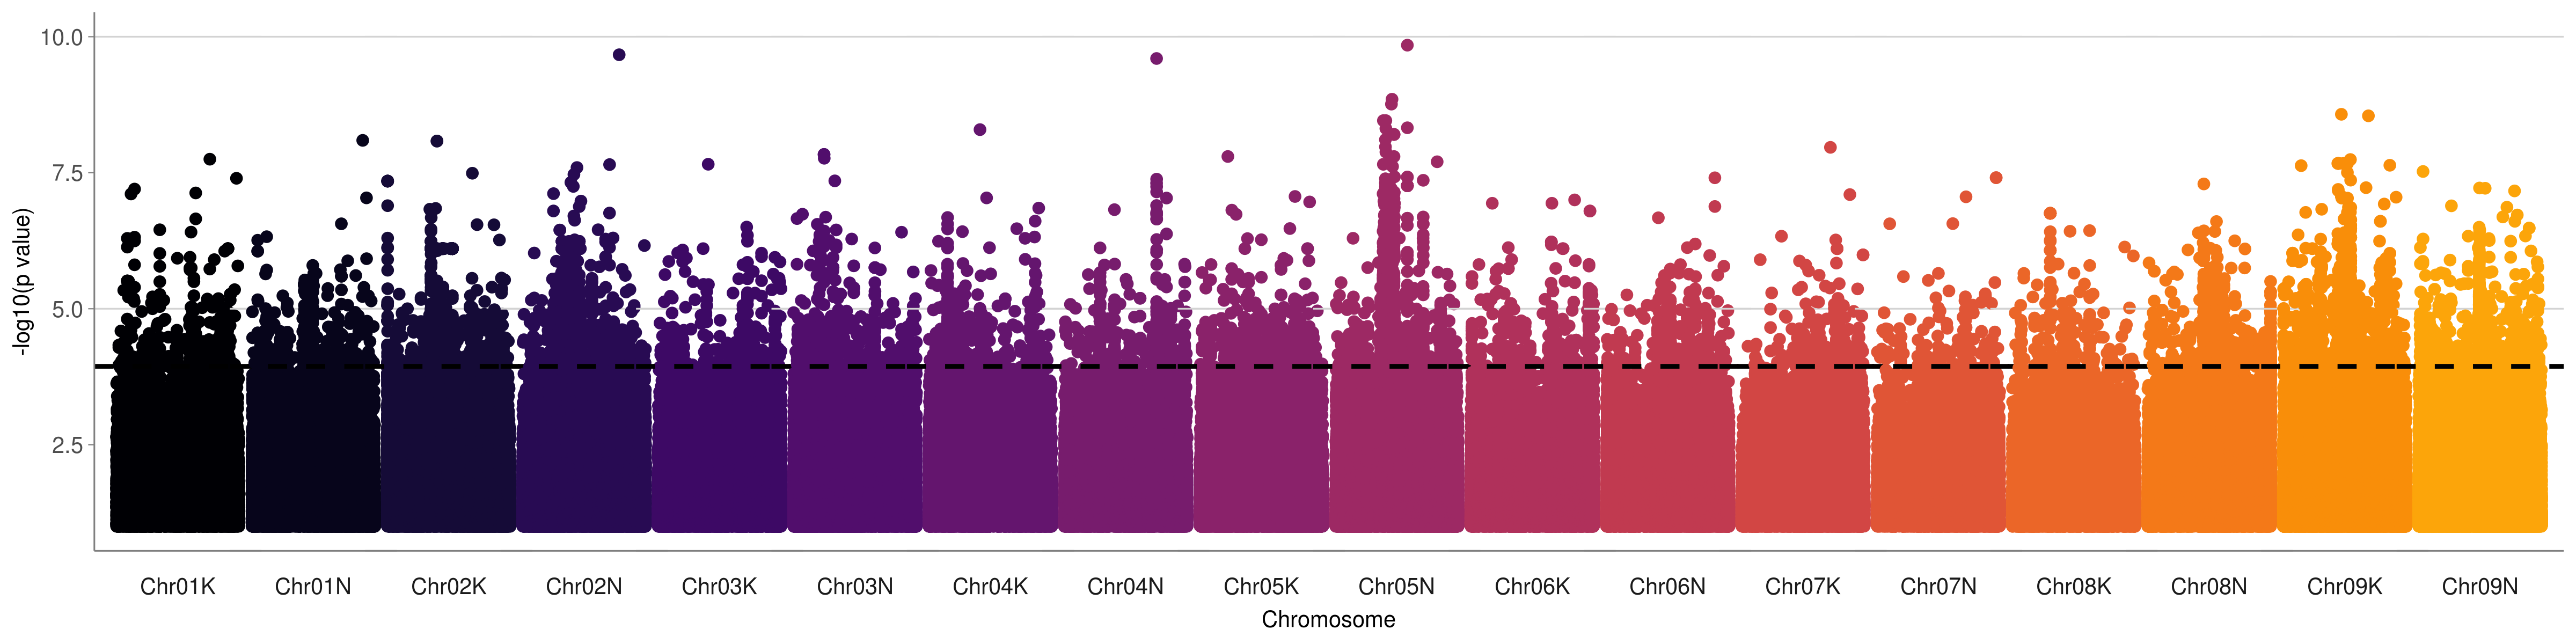 -log10(p value)
10.0
7.5
5.0
2.5
Chr01K Chr01N Chr02K Chr02N Chr03K Chr03N Chr04K Chr04N Chr05K Chr05N Chr06K Chr06N Chr07K Chr07N Chr08K Chr08N Chr09K Chr09N
Chromosome